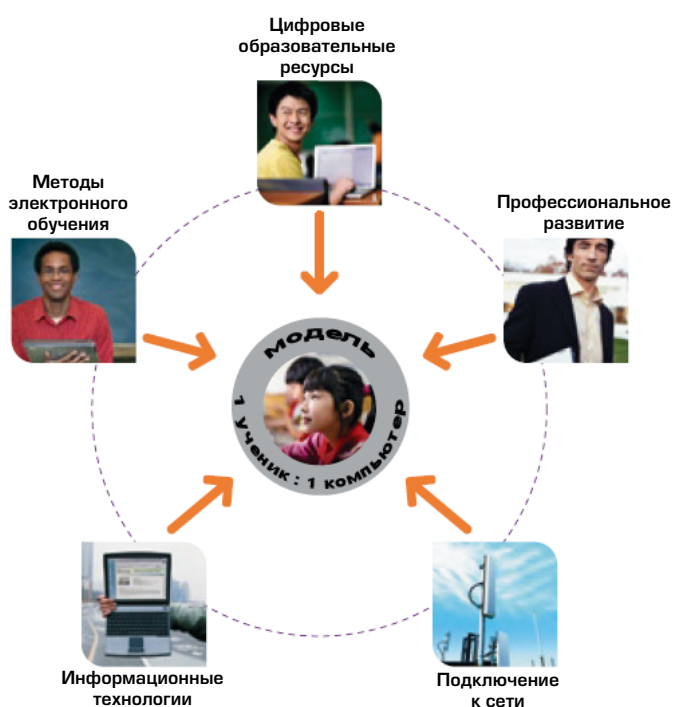 Цифровые
образовательные
ресурсы
Методы
электронного
обучения
Профессиональное
развитие
модель
1 ученик : 1 компьютер
Информационные
технологии
Подключение
к сети